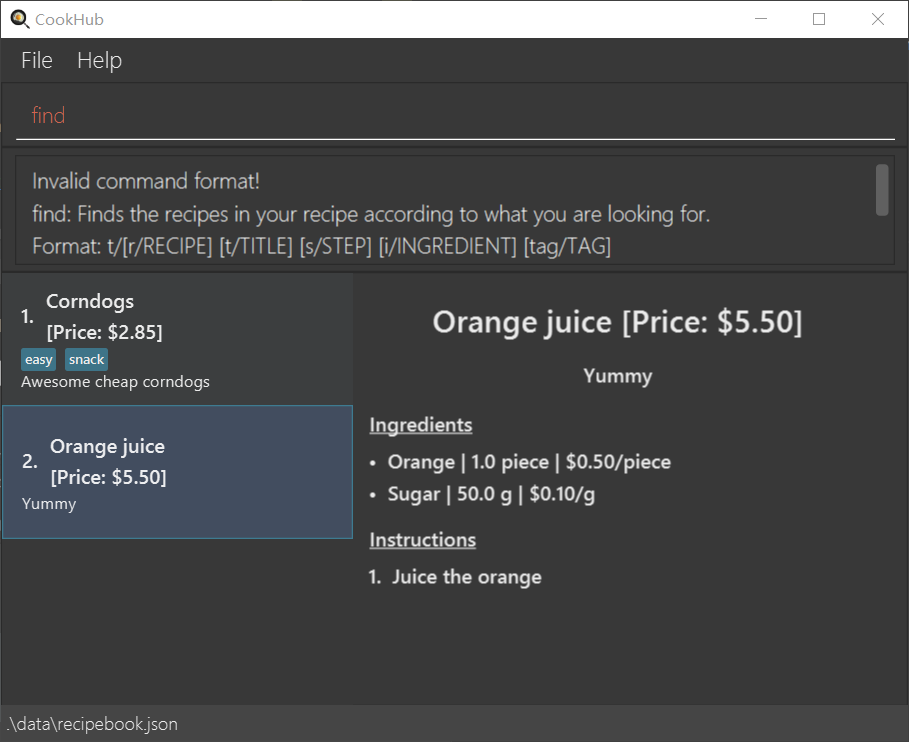 CookHub
File Help
find
Invalid command format!
find: Finds the recipes in your recipe according to what you are looking for.
Format: t/[r/RECIPE] [t/TITLE] [s/STEP] [i/INGREDIENT] [tag/TAG]
1. Corndogs
[Price: $2.85]
easy snack
Awesome cheap corndogs
2. Orange juice
[Price: $5.50]
Yummy
Orange juice [Price: $5.50]
Yummy
Ingredients
• Orange | 1.0 piece | $0.50/piece
• Sugar | 50.0 g | $0.10/g
Instructions
1. Juice the orange
.\data\recipebook.json